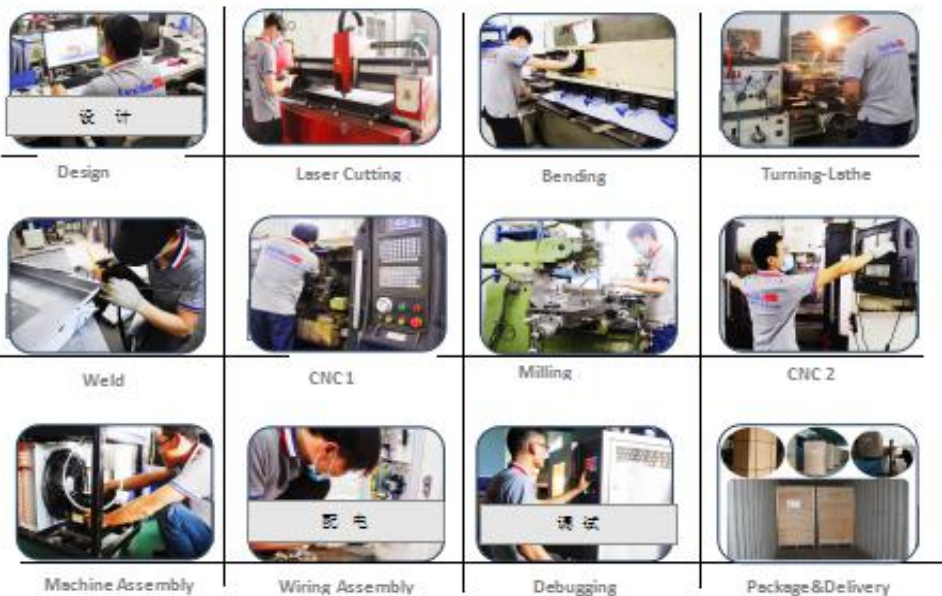 设 计
Design
Laser Cutting
Bending
Turning-Lathe
Weld
CNC 1
Milling
CNC 2
配 电
调 试
Machine Assembly
Wiring Assembly
Debugging
Package&Delivery